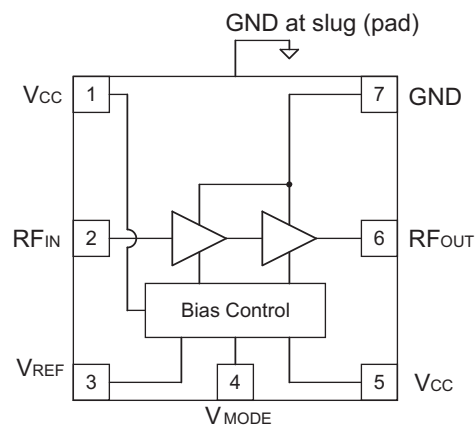 GND at slug (pad)
VCC 1 7 GND
RFIN 2 6 RFOUT
Bias Control
VREF 3 4 5 VCC
VMODE